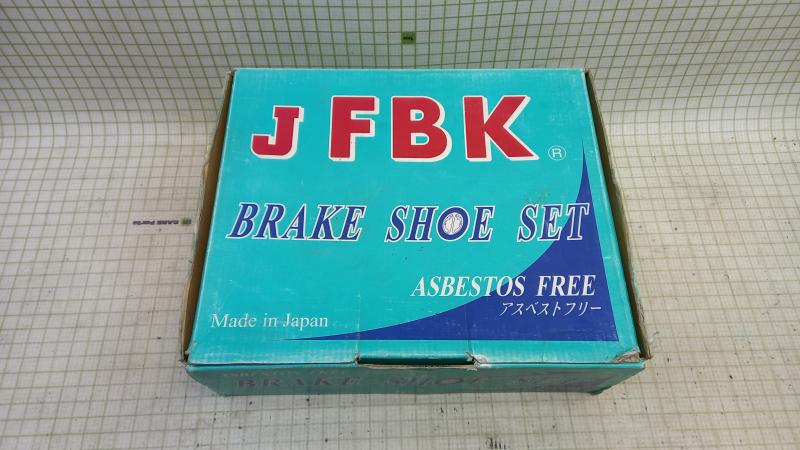 J FBK ®
BRAKE SHOE SET
ASBESTOS FREE
アスベストフリー
Made in Japan
BRAKE SHOE SET